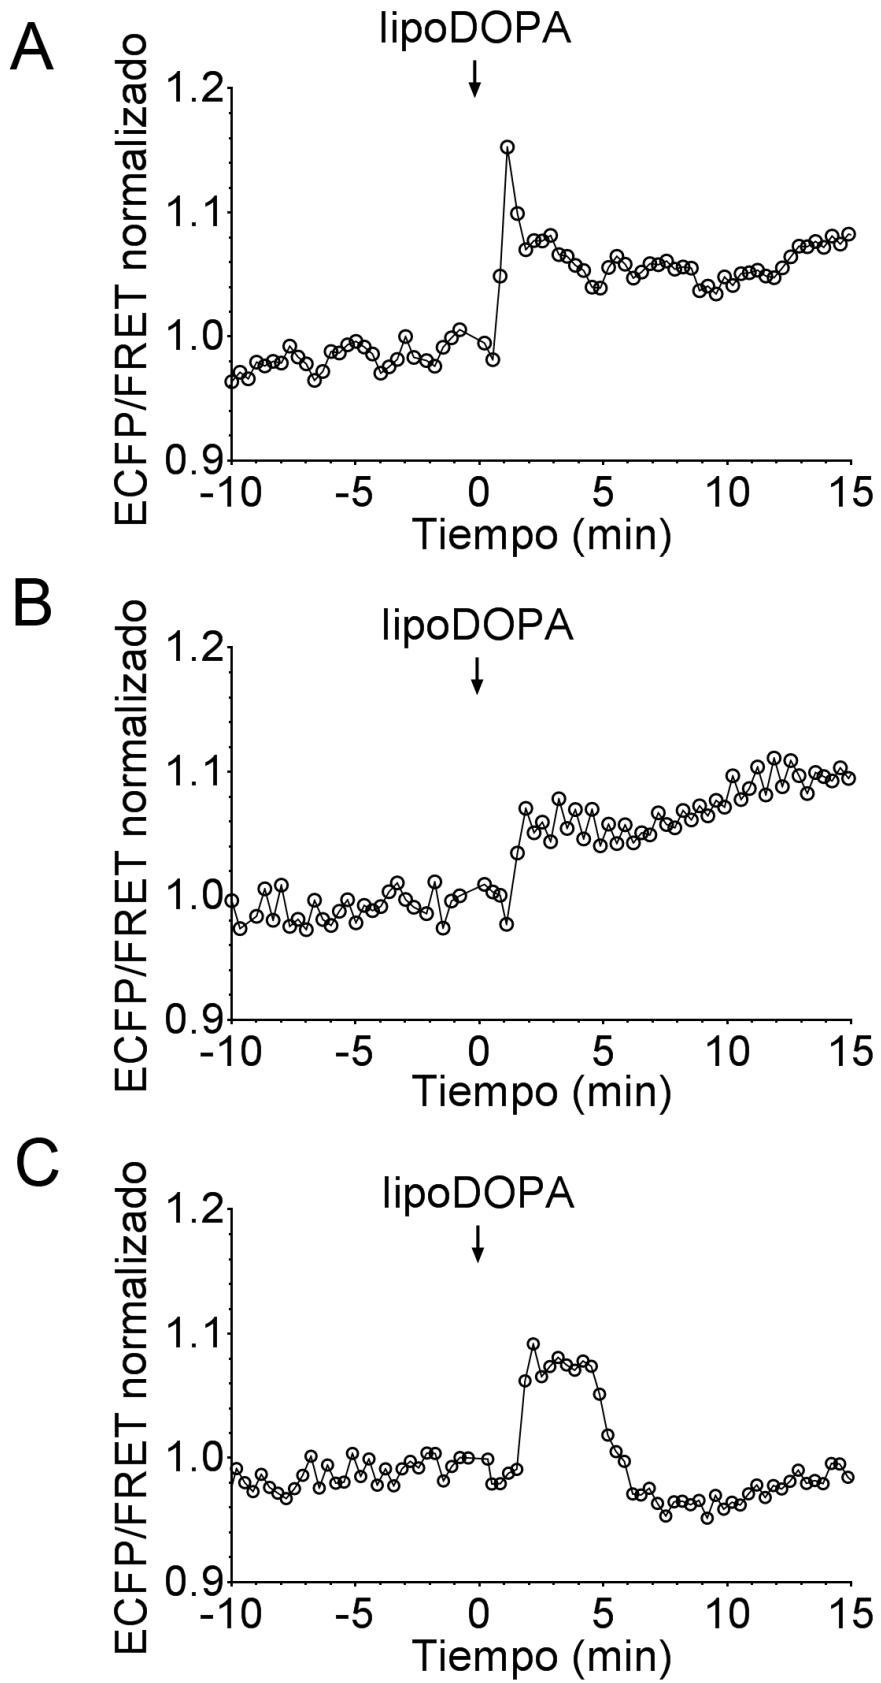 A
lipoDOPA
ECFP/FRET normalizado
1.2
1.1
1.0
0.9
-10 -5 0 5 10 15
Tiempo (min)
B
lipoDOPA
ECFP/FRET normalizado
1.2
1.1
1.0
0.9
-10 -5 0 5 10 15
Tiempo (min)
C
lipoDOPA
ECFP/FRET normalizado
1.2
1.1
1.0
0.9
-10 -5 0 5 10 15
Tiempo (min)